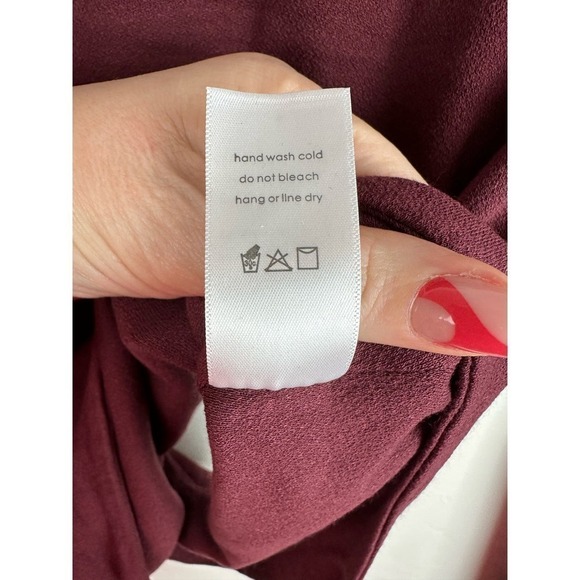 hand wash cold
do not bleach
hang or line dry